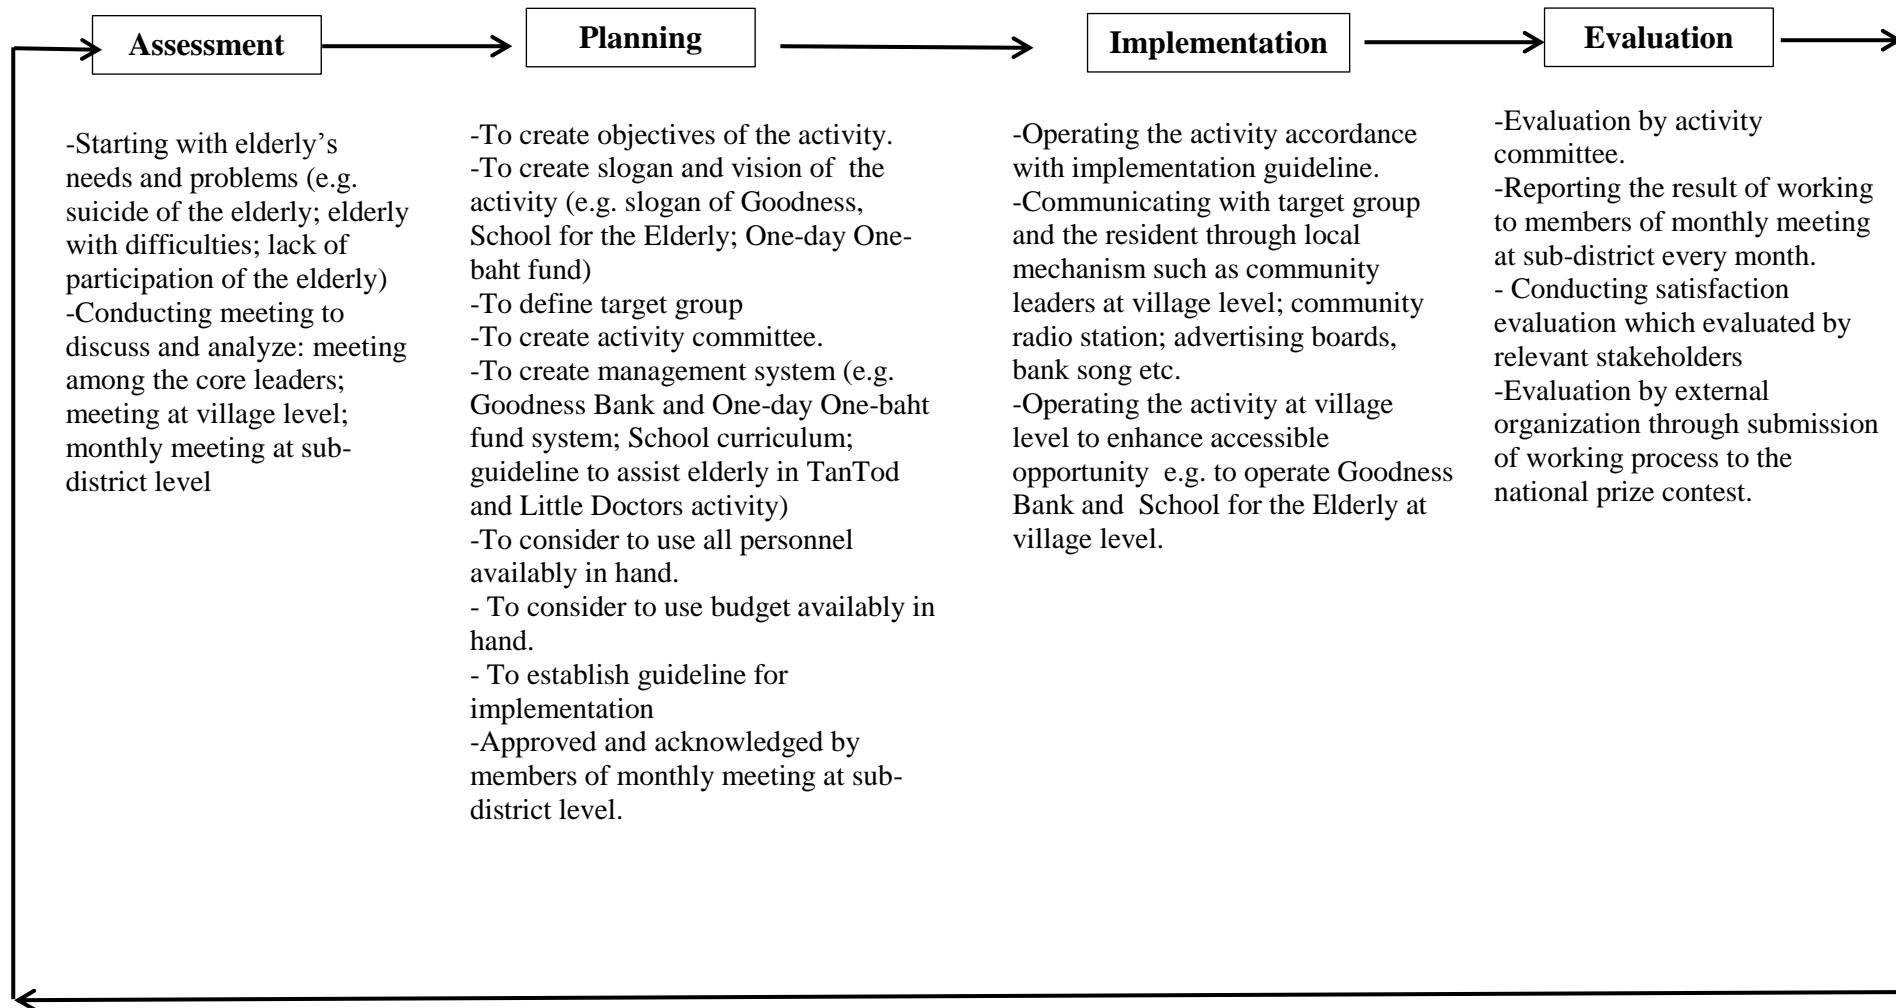 Assessment
Planning
Implementation
Evaluation
-Starting with elderly’s
needs and problems (e.g.
suicide of the elderly; elderly
with difficulties; lack of
participation of the elderly)
-Conducting meeting to
discuss and analyze: meeting
among the core leaders;
meeting at village level;
monthly meeting at sub-
district level
-To create objectives of the activity.
-To create slogan and vision of  the
activity (e.g. slogan of Goodness,
School for the Elderly; One-day One-
baht fund)
-To define target group
-To create activity committee.
-To create management system (e.g.
Goodness Bank and One-day One-baht
fund system; School curriculum;
guideline to assist elderly in TanTod
and Little Doctors activity)
-To consider to use all personnel
availably in hand.
- To consider to use budget availably in
hand.
- To establish guideline for
implementation
-Approved and acknowledged by
members of monthly meeting at sub-
district level.
-Operating the activity accordance
with implementation guideline.
-Communicating with target group
and the resident through local
mechanism such as community
leaders at village level; community
radio station; advertising boards,
bank song etc.
-Operating the activity at village
level to enhance accessible
opportunity  e.g. to operate Goodness
Bank and  School for the Elderly at
village level.
-Evaluation by activity
committee.
-Reporting the result of working
to members of monthly meeting
at sub-district every month.
- Conducting satisfaction
evaluation which evaluated by
relevant stakeholders
-Evaluation by external
organization through submission
of working process to the
national prize contest.